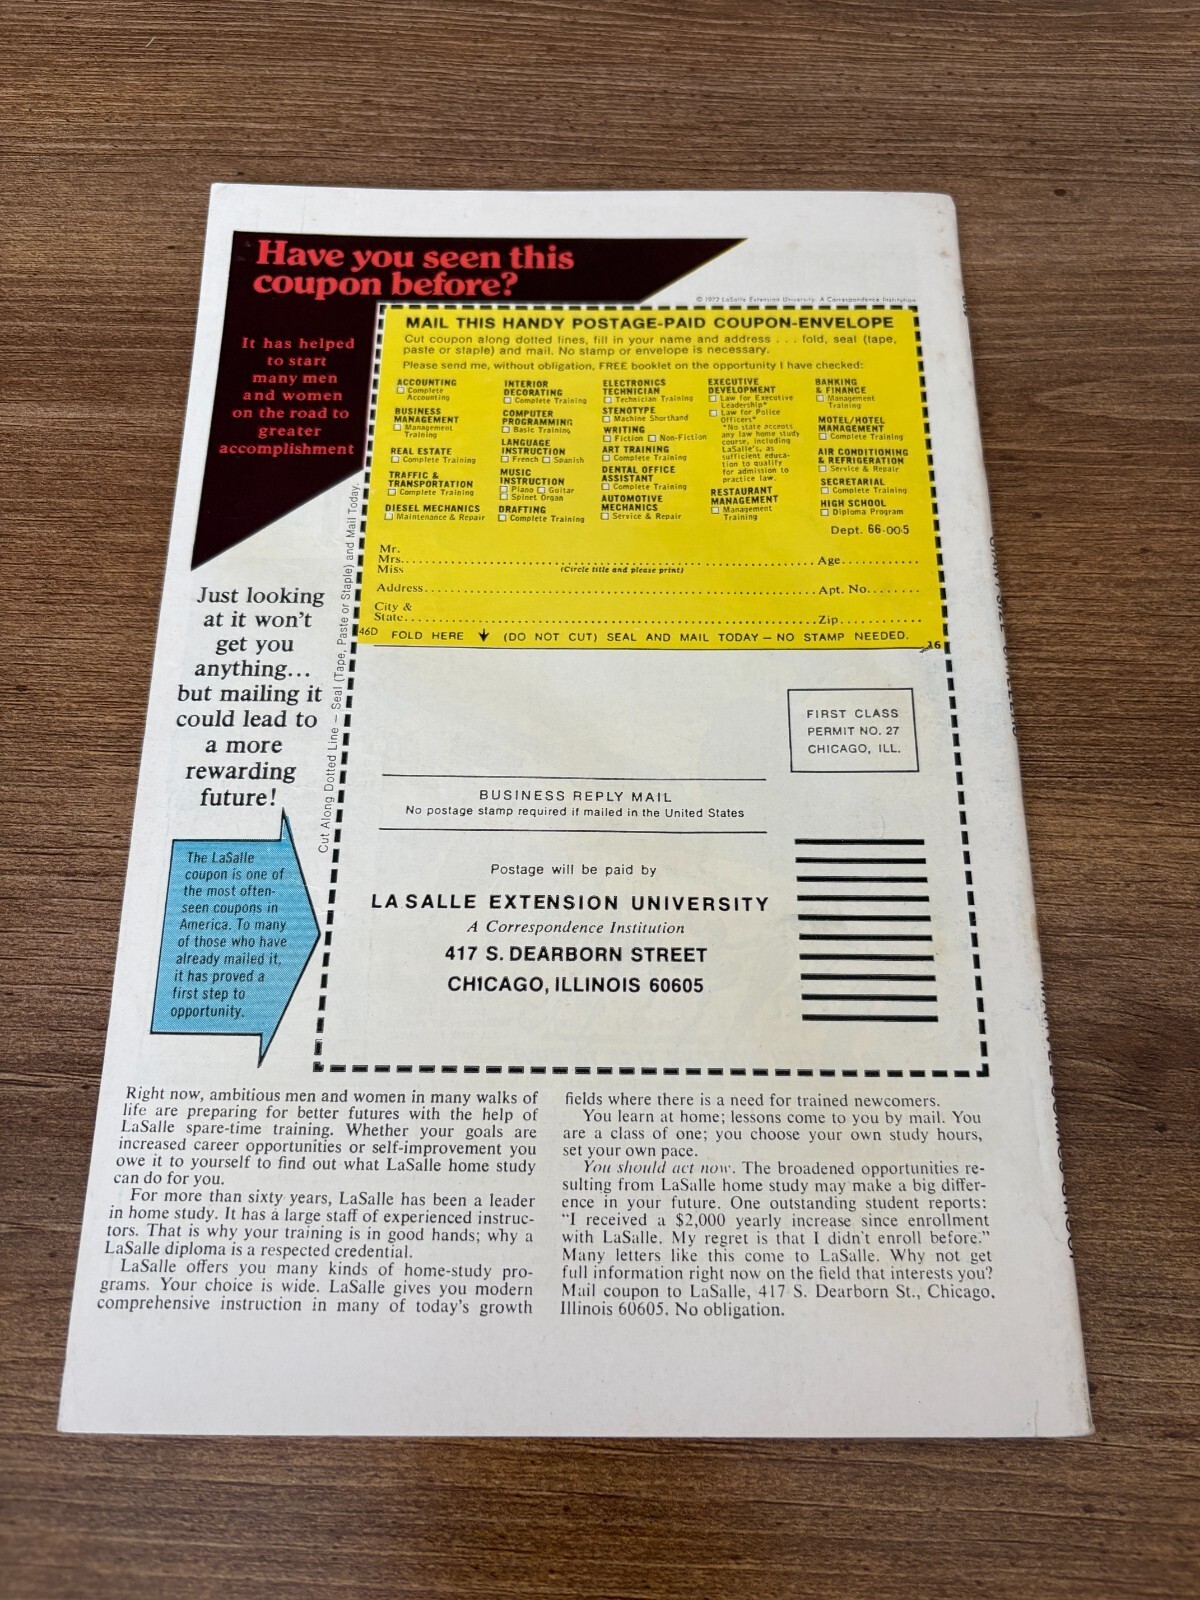 Have you seen this
coupon before?
It has helped
to start
many men
and women
on the road to
greater
accomplishment
© 1972 LaSalle Extension University. A Correspondence Institution
MAIL THIS HANDY POSTAGE-PAID COUPON-ENVELOPE
Cut coupon along dotted lines, fill in your name and address . . . fold, seal (tape,
paste or staple) and mail. No stamp or envelope is necessary.
Please send me, without obligation, FREE booklet on the opportunity I have checked:
ACCOUNTING
☐ Complete
Accounting
BUSINESS
MANAGEMENT
☐ Management
Training
REAL ESTATE
☐ Complete Training
TRAFFIC &
TRANSPORTATION
☐ Complete Training
DIESEL MECHANICS
☐ Maintenance & Repair
INTERIOR
DECORATING
☐ Complete Training
COMPUTER
PROGRAMMING
☐ Basic Training
LANGUAGE
INSTRUCTION
☐ French ☐ Spanish
MUSIC
INSTRUCTION
☐ Piano ☐ Guitar
☐ Spinet Organ
DRAFTING
☐ Complete Training
ELECTRONICS
TECHNICIAN
☐ Technician Training
STENOTYPE
☐ Machine Shorthand
WRITING
☐ Fiction ☐ Non-Fiction
ART TRAINING
☐ Complete Training
DENTAL OFFICE
ASSISTANT
☐ Complete Training
AUTOMOTIVE
MECHANICS
☐ Service & Repair
EXECUTIVE
DEVELOPMENT
☐ Law for Executive
Leadership*
☐ Law for Police
Officers*
*No state accepts
any law home study
course, including
LaSalle's, as
sufficient educa-
tion to qualify
for admission to
practice law.
RESTAURANT
MANAGEMENT
☐ Management
Training
BANKING
& FINANCE
☐ Management
Training
MOTEL/HOTEL
MANAGEMENT
☐ Complete Training
AIR CONDITIONING
& REFRIGERATION
☐ Service & Repair
SECRETARIAL
☐ Complete Training
HIGH SCHOOL
☐ Diploma Program
Dept. 66-005
Mr.
Mrs. Age
Miss (Circle title and please print)
Address Apt. No.
City &
State Zip
46D FOLD HERE (DO NOT CUT) SEAL AND MAIL TODAY — NO STAMP NEEDED. 16
Cut Along Dotted Line – Seal (Tape, Paste or Staple) and Mail Today.
Just looking
at it won't
get you
anything...
but mailing it
could lead to
a more
rewarding
future!
FIRST CLASS
PERMIT NO. 27
CHICAGO, ILL.
BUSINESS REPLY MAIL
No postage stamp required if mailed in the United States
Postage will be paid by
LA SALLE EXTENSION UNIVERSITY
A Correspondence Institution
417 S. DEARBORN STREET
CHICAGO, ILLINOIS 60605
The LaSalle
coupon is one of
the most often-
seen coupons in
America. To many
of those who have
already mailed it,
it has proved a
first step to
opportunity.
Right now, ambitious men and women in many walks of
life are preparing for better futures with the help of
LaSalle spare-time training. Whether your goals are
increased career opportunities or self-improvement you
owe it to yourself to find out what LaSalle home study
can do for you.
For more than sixty years, LaSalle has been a leader
in home study. It has a large staff of experienced instruc-
tors. That is why your training is in good hands; why a
LaSalle diploma is a respected credential.
LaSalle offers you many kinds of home-study pro-
grams. Your choice is wide. LaSalle gives you modern
comprehensive instruction in many of today's growth
fields where there is a need for trained newcomers.
You learn at home; lessons come to you by mail. You
are a class of one; you choose your own study hours,
set your own pace.
You should act now. The broadened opportunities re-
sulting from LaSalle home study may make a big differ-
ence in your future. One outstanding student reports:
"I received a $2,000 yearly increase since enrollment
with LaSalle. My regret is that I didn't enroll before."
Many letters like this come to LaSalle. Why not get
full information right now on the field that interests you?
Mail coupon to LaSalle, 417 S. Dearborn St., Chicago,
Illinois 60605. No obligation.